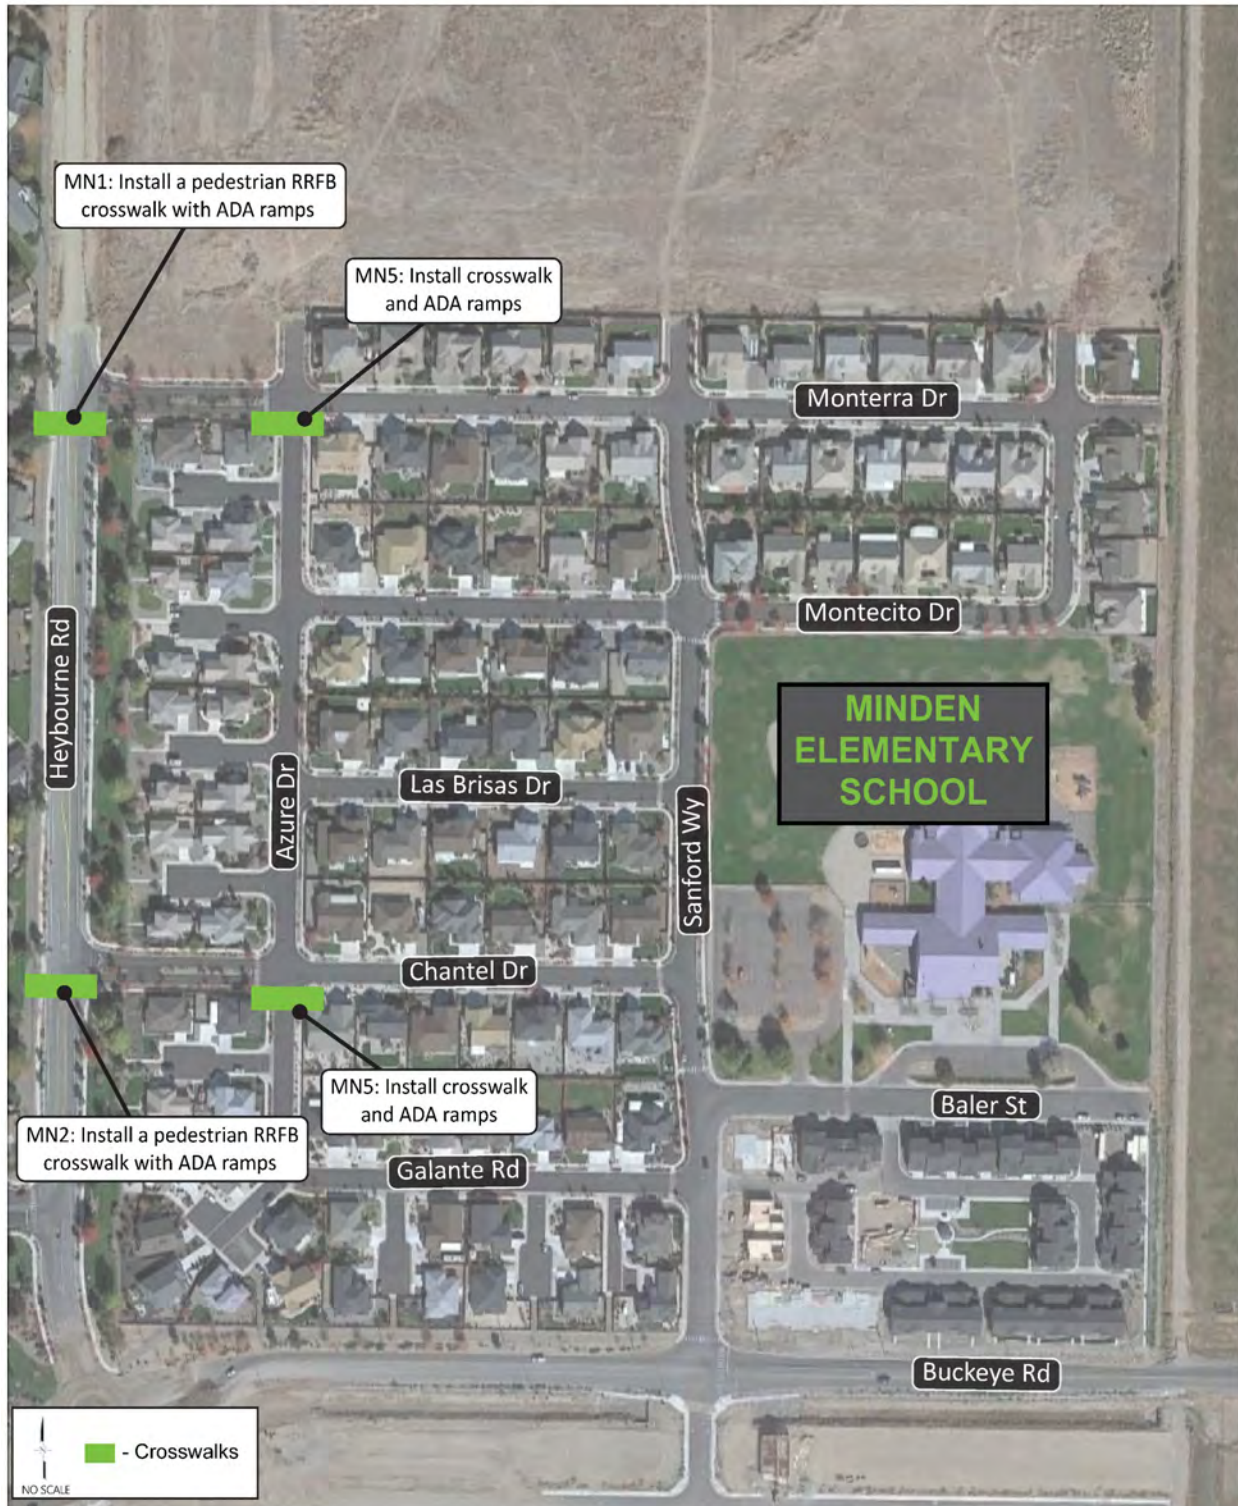 MN1: Install a pedestrian RRFB
crosswalk with ADA ramps
MN5: Install crosswalk
and ADA ramps
Monterra Dr
Montecito Dr
Heybourne Rd
MINDEN
ELEMENTARY
SCHOOL
Azure Dr
Las Brisas Dr
Sanford Wy
Chantel Dr
MN5: Install crosswalk
and ADA ramps
Baler St
MN2: Install a pedestrian RRFB
crosswalk with ADA ramps
Galante Rd
Buckeye Rd
- Crosswalks
NO SCALE